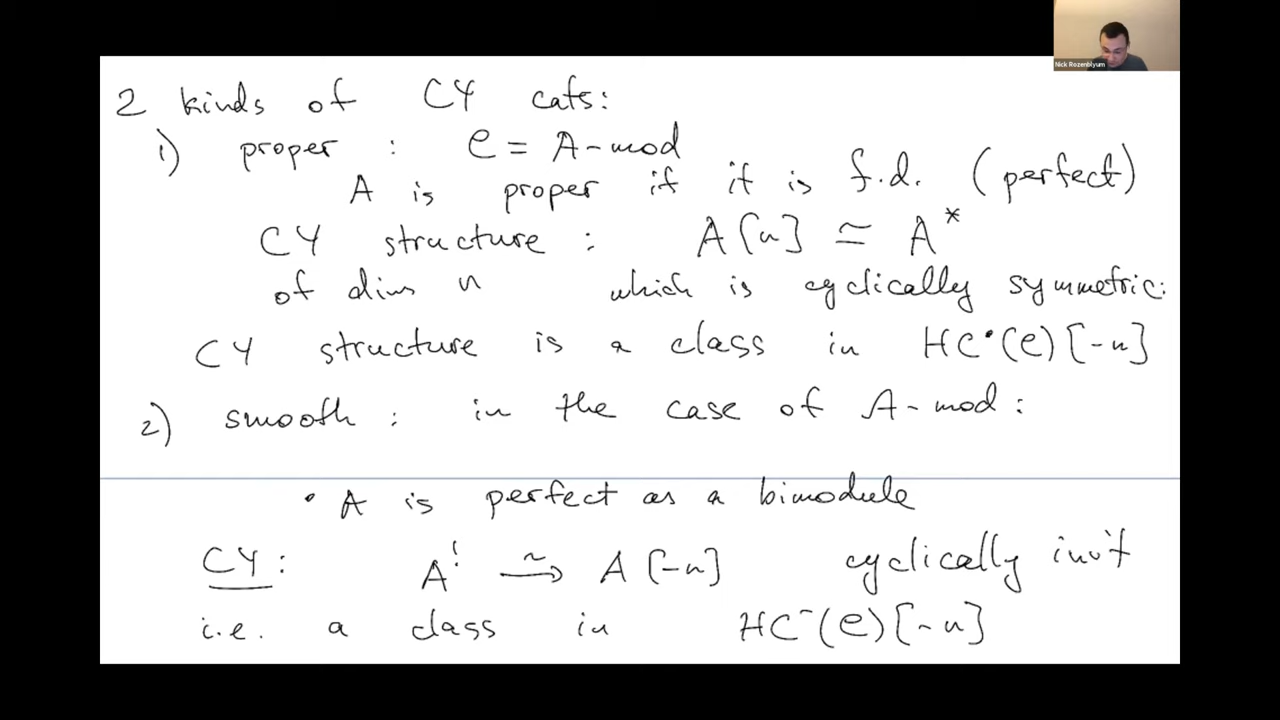 2 kinds of CY cats:
1) proper : C = A-mod
A is proper if it is f.d. (perfect)
CY structure : A[n] ≃ A*
of dim n which is cyclically symmetric:
CY structure is a class in HC•(C)[-n]
2) smooth : in the case of A-mod :
• A is perfect as a bimodule
CY : A^! ⥲ A[-n] cyclically inv't
i.e. a class in HC⁻(C)[-n]
Nick Rozenblyum